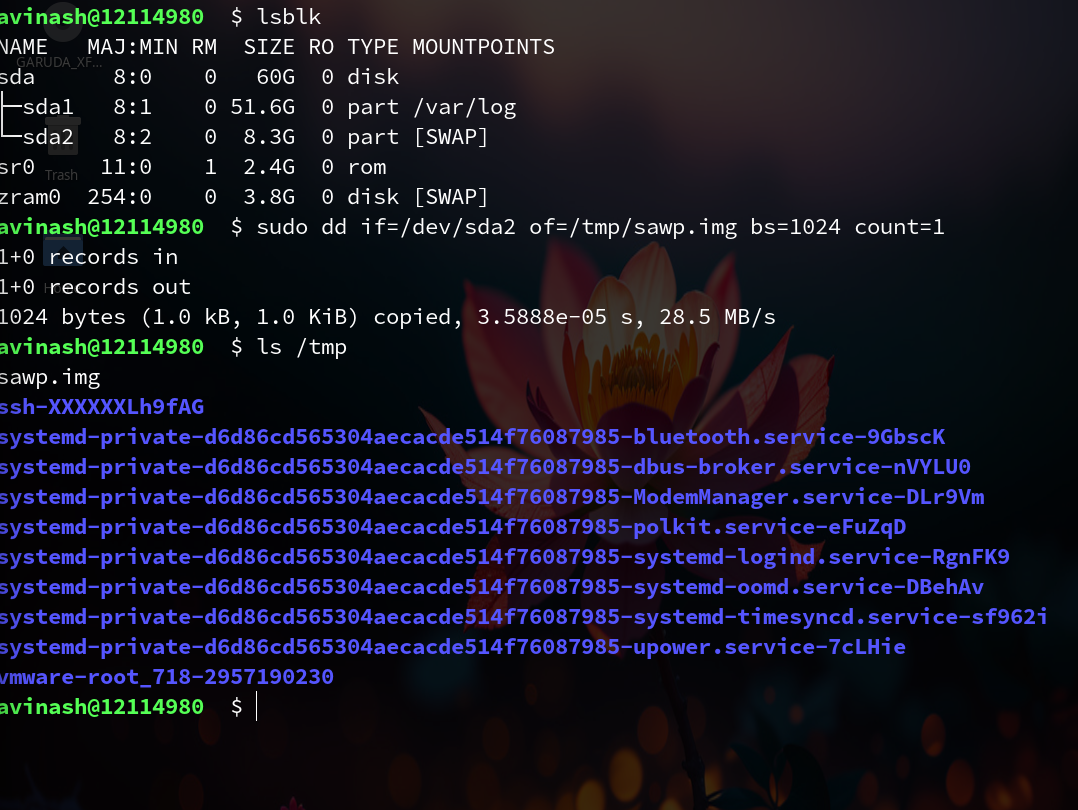 avinash@12114980  $ lsblk
NAME   MAJ:MIN RM  SIZE RO TYPE MOUNTPOINTS
GARUDA_XF...
sda      8:0    0   60G  0 disk
├─sda1   8:1    0 51.6G  0 part /var/log
└─sda2   8:2    0  8.3G  0 part [SWAP]
sr0     11:0    1  2.4G  0 rom
Trash
zram0  254:0    0  3.8G  0 disk [SWAP]
avinash@12114980  $ sudo dd if=/dev/sda2 of=/tmp/sawp.img bs=1024 count=1
1+0 records in
1+0 records out
1024 bytes (1.0 kB, 1.0 KiB) copied, 3.5888e-05 s, 28.5 MB/s
avinash@12114980  $ ls /tmp
sawp.img
ssh-XXXXXXLh9fAG
systemd-private-d6d86cd565304aecacde514f76087985-bluetooth.service-9GbscK
systemd-private-d6d86cd565304aecacde514f76087985-dbus-broker.service-nVYLU0
systemd-private-d6d86cd565304aecacde514f76087985-ModemManager.service-DLr9Vm
systemd-private-d6d86cd565304aecacde514f76087985-polkit.service-eFuZqD
systemd-private-d6d86cd565304aecacde514f76087985-systemd-logind.service-RgnFK9
systemd-private-d6d86cd565304aecacde514f76087985-systemd-oomd.service-DBehAv
systemd-private-d6d86cd565304aecacde514f76087985-systemd-timesyncd.service-sf962i
systemd-private-d6d86cd565304aecacde514f76087985-upower.service-7cLHie
vmware-root_718-2957190230
avinash@12114980  $